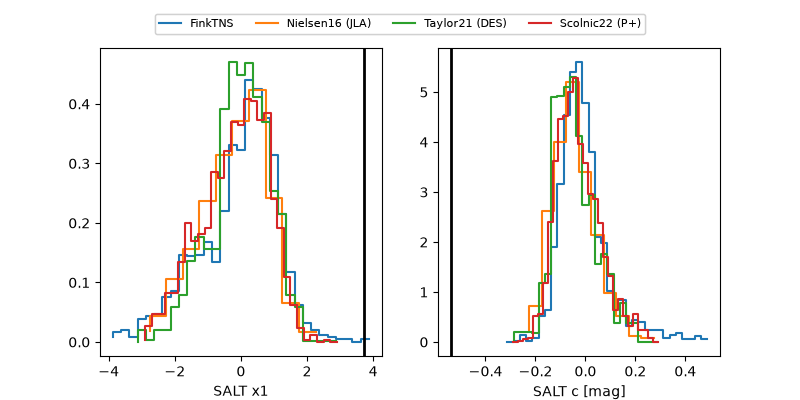 FinkTNS Nielsen16 (JLA) Taylor21 (DES) Scolnic22 (P+)
0.4
0.3
0.2
0.1
0.0
−4 −2 0 2 4
SALT x1
5
4
3
2
1
0
−0.4 −0.2 0.0 0.2 0.4
SALT c [mag]